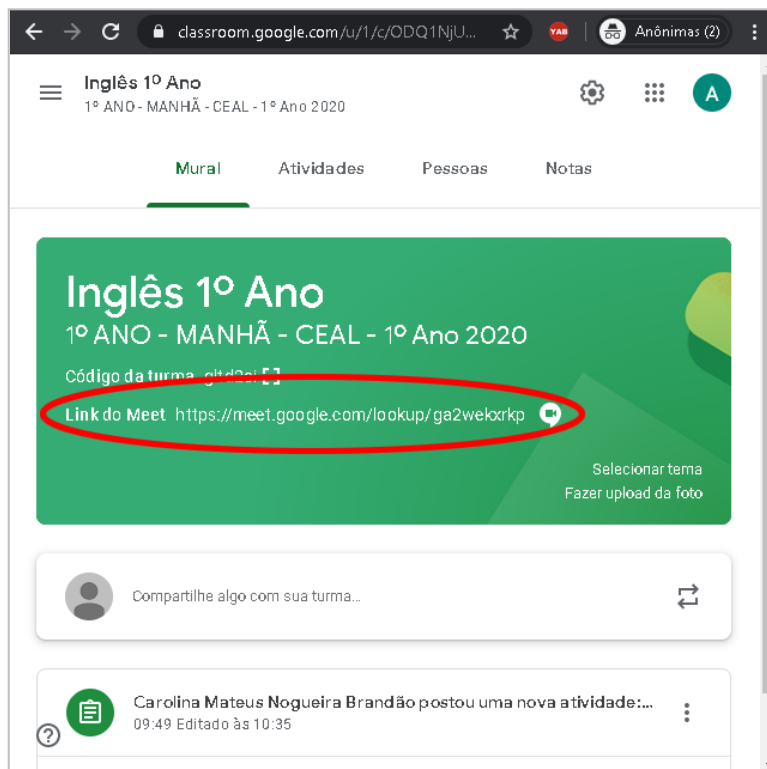 classroom.google.com/u/1/c/ODQ1NjU...
YAB
Anônimas (2)
Inglês 1º Ano
1º ANO - MANHÃ - CEAL - 1º Ano 2020
A
Mural Atividades Pessoas Notas
Inglês 1º Ano
1º ANO - MANHÃ - CEAL - 1º Ano 2020
Código da turma
Link do Meet https://meet.google.com/lookup/ga2wekxrkp
Selecionar tema
Fazer upload da foto
Compartilhe algo com sua turma...
Carolina Mateus Nogueira Brandão postou uma nova atividade:...
09:49 Editado às 10:35